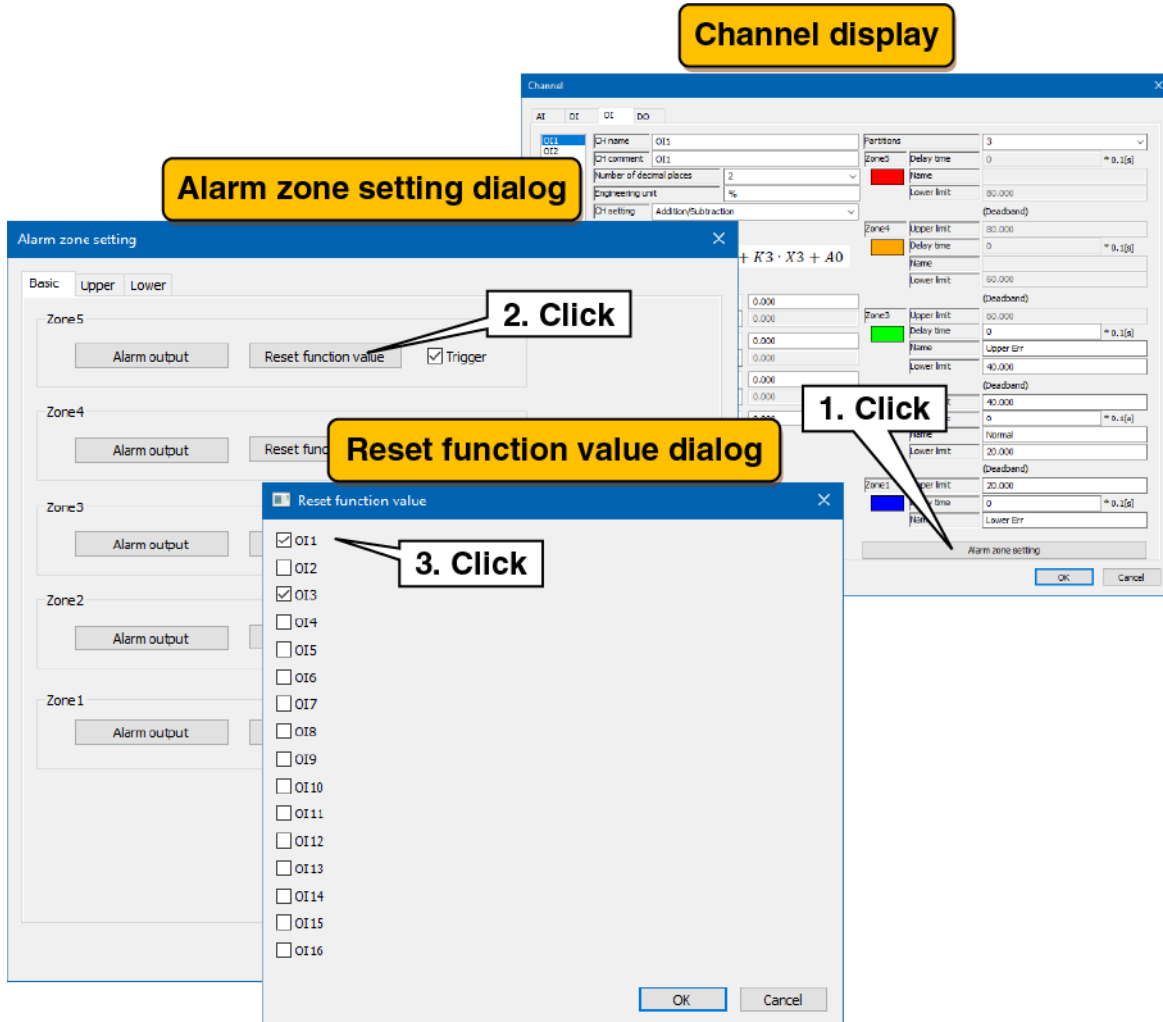 Channel display
Channel
AI DI OI DO
OI1
OI2
CH name OI1
CH comment OI1
Number of decimal places 2
Engineering unit %
CH setting Addition/Subtraction
+ K3 · X3 + A0
0.000
0.000
0.000
0.000
0.000
0.000
0.000
Partitions 3
Zone5 Delay time 0 * 0.1[s]
Name
Lower limit 80.000
(Deadband)
Zone4 Upper limit 80.000
Delay time 0 * 0.1[s]
Name
Lower limit 60.000
(Deadband)
Zone3 Upper limit 60.000
Delay time 0 * 0.1[s]
Name Upper Err
Lower limit 40.000
(Deadband)
40.000
0 * 0.1[s]
Name Normal
Lower limit 20.000
(Deadband)
Zone1 Upper limit 20.000
Delay time 0 * 0.1[s]
Name Lower Err
1. Click
Alarm zone setting
OK Cancel
Alarm zone setting dialog
Alarm zone setting
Basic Upper Lower
Zone5
Alarm output Reset function value Trigger
2. Click
Zone4
Alarm output Reset func
Zone3
Alarm output
Zone2
Alarm output
Zone1
Alarm output
Reset function value dialog
Reset function value
OI1
3. Click
OI2
OI3
OI4
OI5
OI6
OI7
OI8
OI9
OI10
OI11
OI12
OI13
OI14
OI15
OI16
OK Cancel